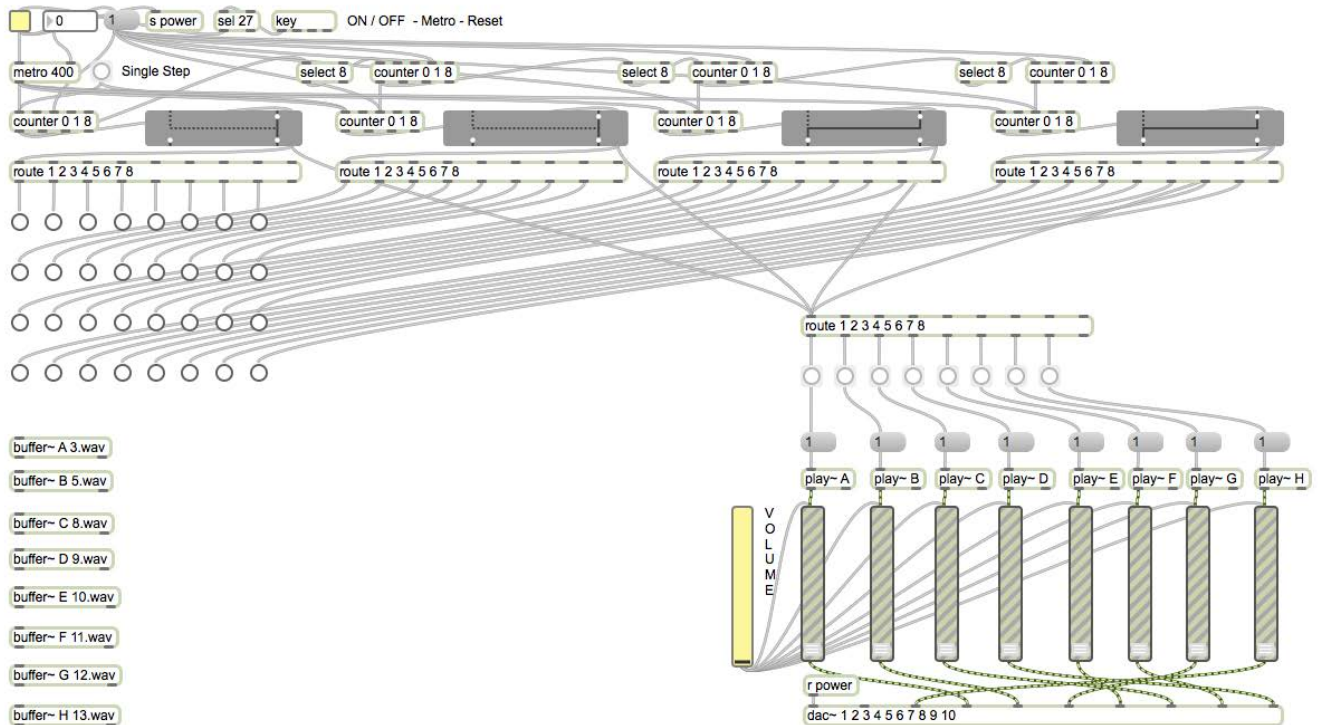 0 1 s power sel 27 key ON / OFF - Metro - Reset
metro 400 Single Step select 8 counter 0 1 8 select 8 counter 0 1 8 select 8 counter 0 1 8
counter 0 1 8 counter 0 1 8 counter 0 1 8 counter 0 1 8
route 1 2 3 4 5 6 7 8 route 1 2 3 4 5 6 7 8 route 1 2 3 4 5 6 7 8 route 1 2 3 4 5 6 7 8
route 1 2 3 4 5 6 7 8
1 1 1 1 1 1 1 1
play~ A play~ B play~ C play~ D play~ E play~ F play~ G play~ H
VOLUME
buffer~ A 3.wav
buffer~ B 5.wav
buffer~ C 8.wav
buffer~ D 9.wav
buffer~ E 10.wav
buffer~ F 11.wav
buffer~ G 12.wav
buffer~ H 13.wav
r power
dac~ 1 2 3 4 5 6 7 8 9 10